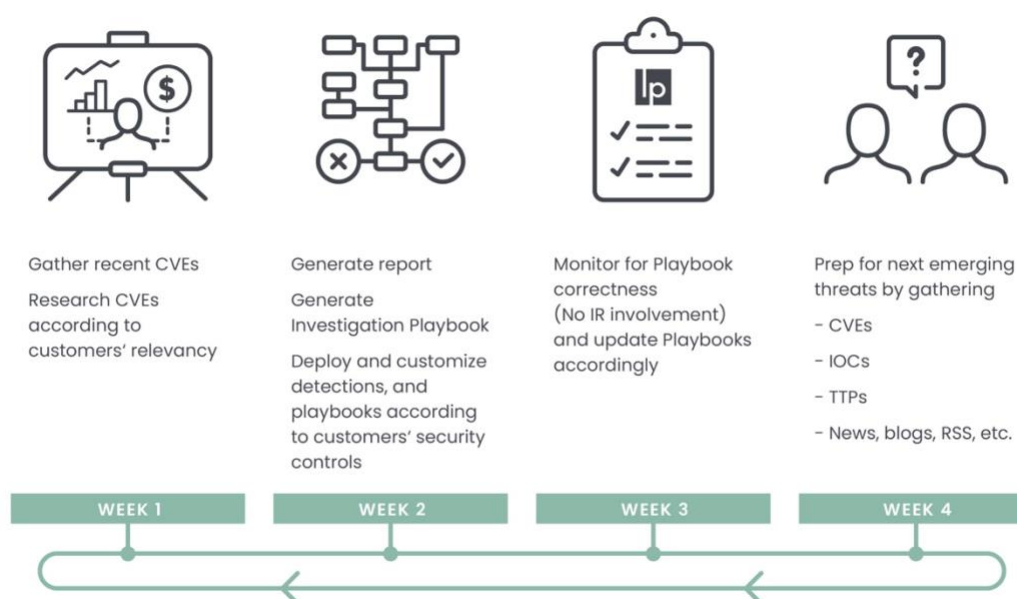 $
Gather recent CVEs
Research CVEs
according to
customers' relevancy
WEEK 1
Generate report
Generate
Investigation Playbook
Deploy and customize
detections, and
playbooks according
to customers' security
controls
WEEK 2
lp
Monitor for Playbook
correctness
(No IR involvement)
and update Playbooks
accordingly
WEEK 3
?
Prep for next emerging
threats by gathering
- CVEs
- IOCs
- TTPs
- News, blogs, RSS, etc.
WEEK 4